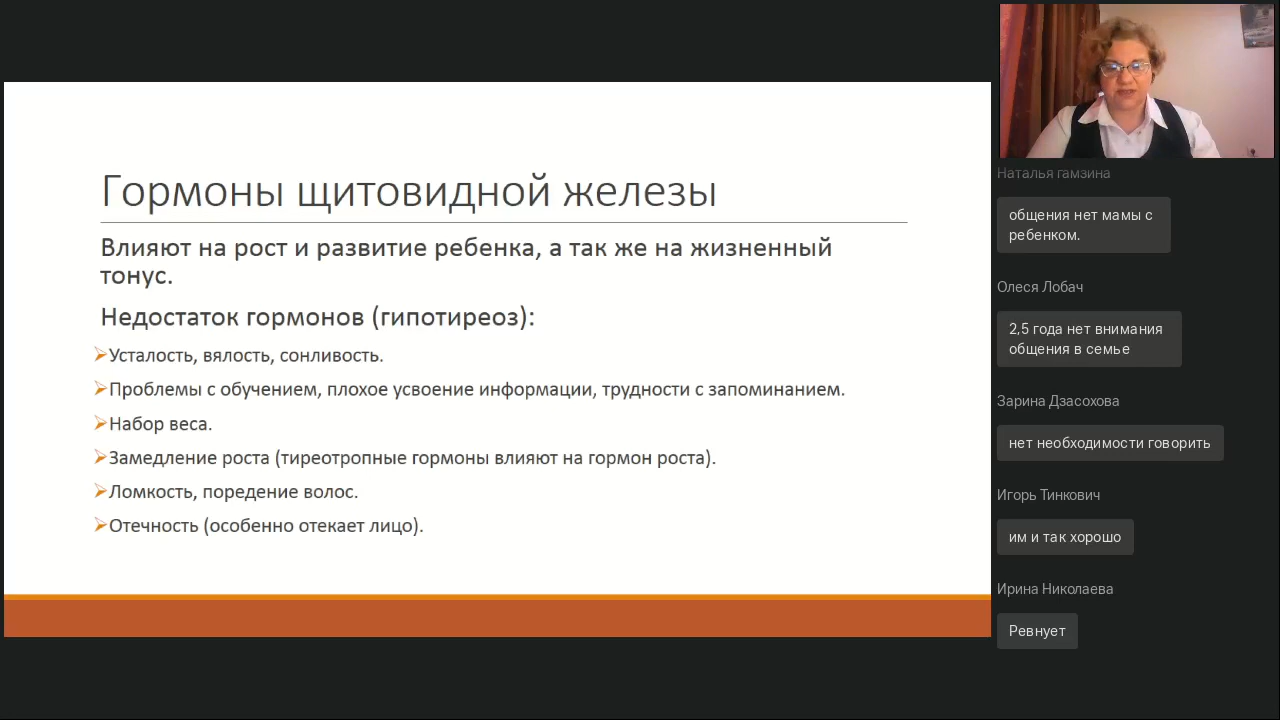 Гормоны щитовидной железы
Влияют на рост и развитие ребенка, а так же на жизненный
тонус.
Недостаток гормонов (гипотиреоз):
Усталость, вялость, сонливость.
Проблемы с обучением, плохое усвоение информации, трудности с запоминанием.
Набор веса.
Замедление роста (тиреотропные гормоны влияют на гормон роста).
Ломкость, поредение волос.
Отечность (особенно отекает лицо).
Наталья гамзина
общения нет мамы с
ребенком.
Олеся Лобач
2,5 года нет внимания
общения в семье
Зарина Дзасохова
нет необходимости говорить
Игорь Тинкович
им и так хорошо
Ирина Николаева
Ревнует